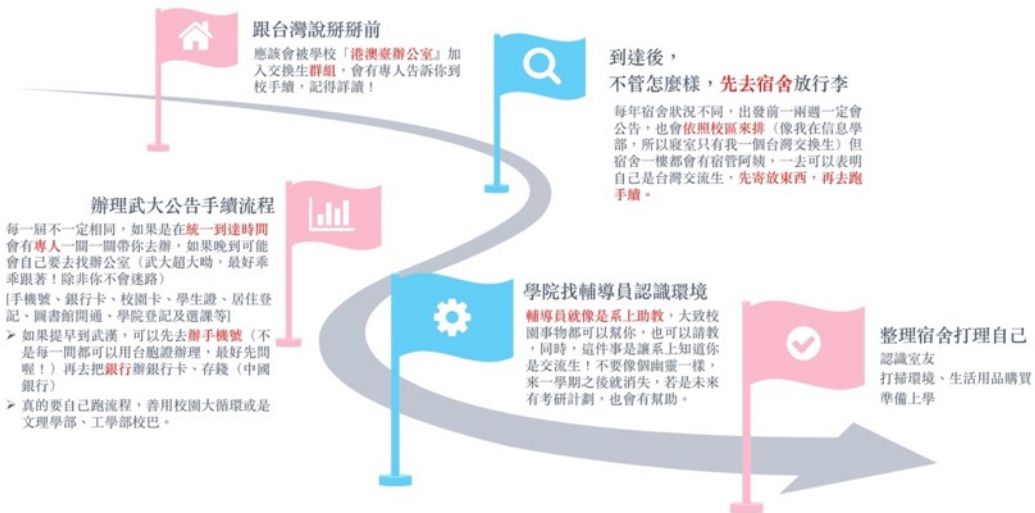 跟台灣說掰掰前
應該會被學校「港澳臺辦公室』加
入交換生群組，會有專人告訴你到
校手續，記得詳讀！
到達後，
不管怎麼樣，先去宿舍放行李
每年宿舍狀況不同，出發前一兩週一定會
公告，也會依照校區來排（像我在信息學
部，所以寢室只有我一個台灣交換生）但
宿舍一樓都會有宿管阿姨，一去可以表明
自己是台灣交流生，先寄放東西，再去跑
手續。
辦理武大公告手續流程
每一屆不一定相同，如果是在統一到達時間
會有專人一關一關帶你去辦，如果晚到可能
會自己要去找辦公室（武大超大呦，最好乖
乖跟著！除非你不會迷路）
[手機號、銀行卡、校園卡、學生證、居住登
記、圖書館開通、學院登記及選課等]
➢ 如果提早到武漢，可以先去辦手機號（不
是每一間都可以用台胞證辦理，最好先問
喔！）再去把銀行辦銀行卡、存錢（中國
銀行）
➢ 真的要自己跑流程，善用校園大循環或是
文理學部、工學部校巴。
學院找輔導員認識環境
輔導員就像是系上助教，大致校
園事物都可以幫你，也可以請教
，同時，這件事是讓系上知道你
是交流生！不要像個幽靈一樣，
來一學期之後就消失，若是未來
有考研計劃，也會有幫助。
整理宿舍打理自己
認識室友
打掃環境、生活用品購買
準備上學